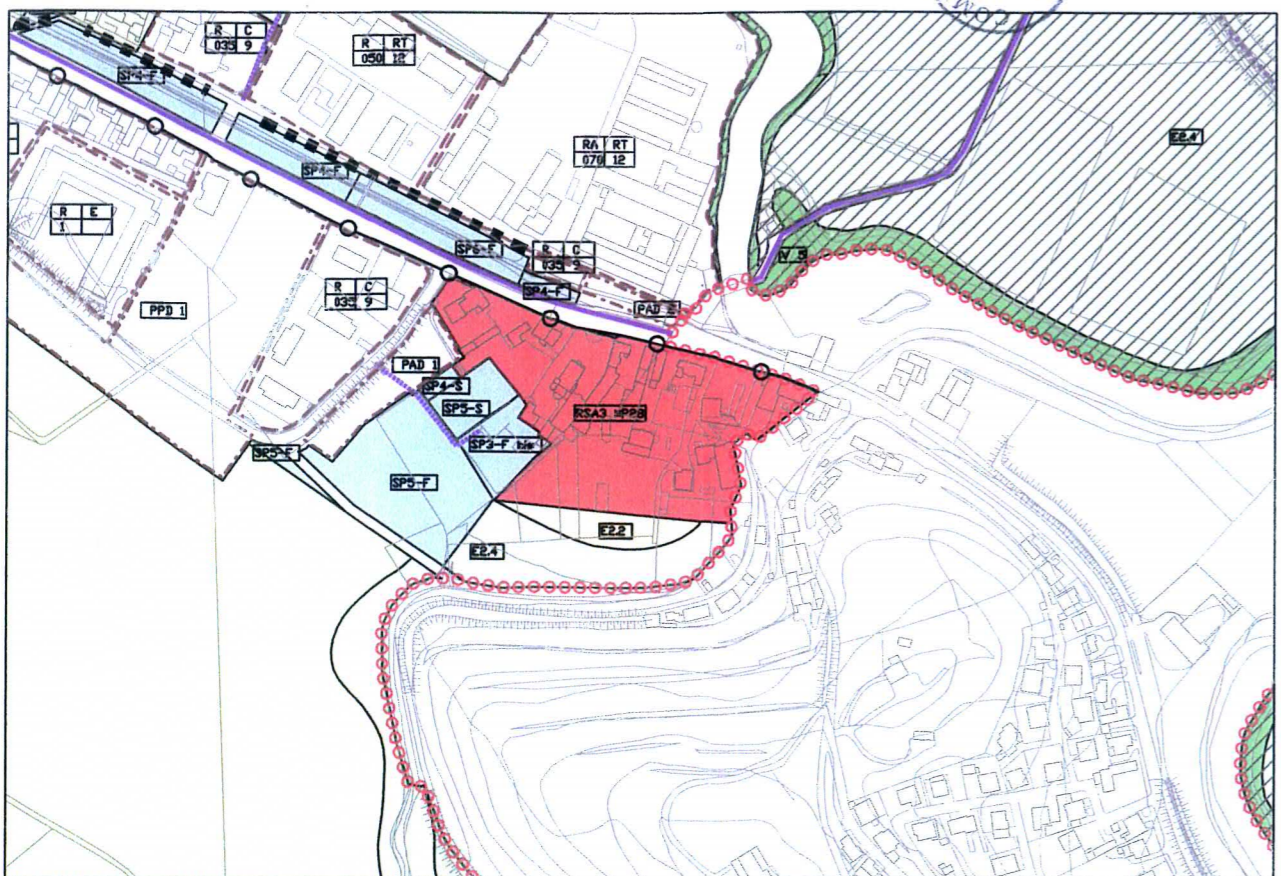 COM
R C
035 9
R RT
050 12
SP4-F
RA RT
070 12
E2.4
SP4-F
R E
1
SP6-F
R C
035 9
V 5
R C
035 9
SP4-F
PPD 1
PAD 2
PAD 1
SP4-S
SP5-S
RSA3 MPP8
SP3-F bis
SP5-F
SP5-F
E2.2
E2.4